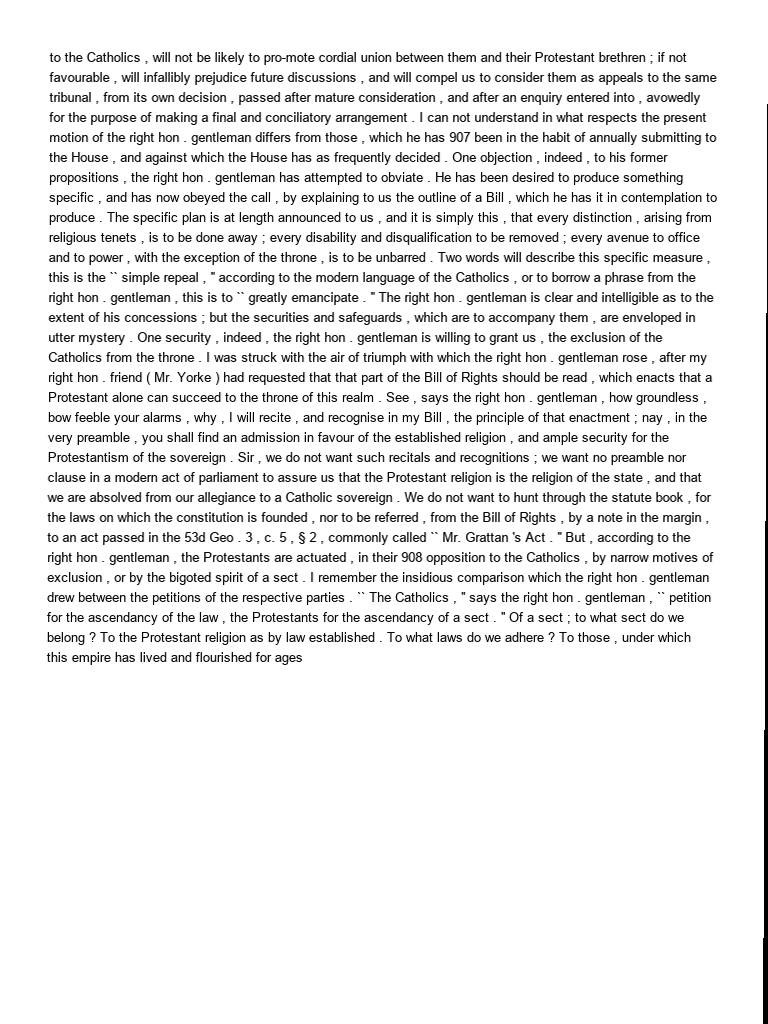 to the Catholics , will not be likely to pro-mote cordial union between them and their Protestant brethren ; if not
favourable , will infallibly prejudice future discussions , and will compel us to consider them as appeals to the same
tribunal , from its own decision , passed after mature consideration , and after an enquiry entered into , avowedly
for the purpose of making a final and conciliatory arrangement . I can not understand in what respects the present
motion of the right hon . gentleman differs from those , which he has 907 been in the habit of annually submitting to
the House , and against which the House has as frequently decided . One objection , indeed , to his former
propositions , the right hon . gentleman has attempted to obviate . He has been desired to produce something
specific , and has now obeyed the call , by explaining to us the outline of a Bill , which he has it in contemplation to
produce . The specific plan is at length announced to us , and it is simply this , that every distinction , arising from
religious tenets , is to be done away ; every disability and disqualification to be removed ; every avenue to office
and to power , with the exception of the throne , is to be unbarred . Two words will describe this specific measure ,
this is the `` simple repeal , '' according to the modern language of the Catholics , or to borrow a phrase from the
right hon . gentleman , this is to `` greatly emancipate . '' The right hon . gentleman is clear and intelligible as to the
extent of his concessions ; but the securities and safeguards , which are to accompany them , are enveloped in
utter mystery . One security , indeed , the right hon . gentleman is willing to grant us , the exclusion of the
Catholics from the throne . I was struck with the air of triumph with which the right hon . gentleman rose , after my
right hon . friend ( Mr. Yorke ) had requested that that part of the Bill of Rights should be read , which enacts that a
Protestant alone can succeed to the throne of this realm . See , says the right hon . gentleman , how groundless ,
bow feeble your alarms , why , I will recite , and recognise in my Bill , the principle of that enactment ; nay , in the
very preamble , you shall find an admission in favour of the established religion , and ample security for the
Protestantism of the sovereign . Sir , we do not want such recitals and recognitions ; we want no preamble nor
clause in a modern act of parliament to assure us that the Protestant religion is the religion of the state , and that
we are absolved from our allegiance to a Catholic sovereign . We do not want to hunt through the statute book , for
the laws on which the constitution is founded , nor to be referred , from the Bill of Rights , by a note in the margin ,
to an act passed in the 53d Geo . 3 , c. 5 , § 2 , commonly called `` Mr. Grattan 's Act . '' But , according to the
right hon . gentleman , the Protestants are actuated , in their 908 opposition to the Catholics , by narrow motives of
exclusion , or by the bigoted spirit of a sect . I remember the insidious comparison which the right hon . gentleman
drew between the petitions of the respective parties . `` The Catholics , '' says the right hon . gentleman , `` petition
for the ascendancy of the law , the Protestants for the ascendancy of a sect . '' Of a sect ; to what sect do we
belong ? To the Protestant religion as by law established . To what laws do we adhere ? To those , under which
this empire has lived and flourished for ages